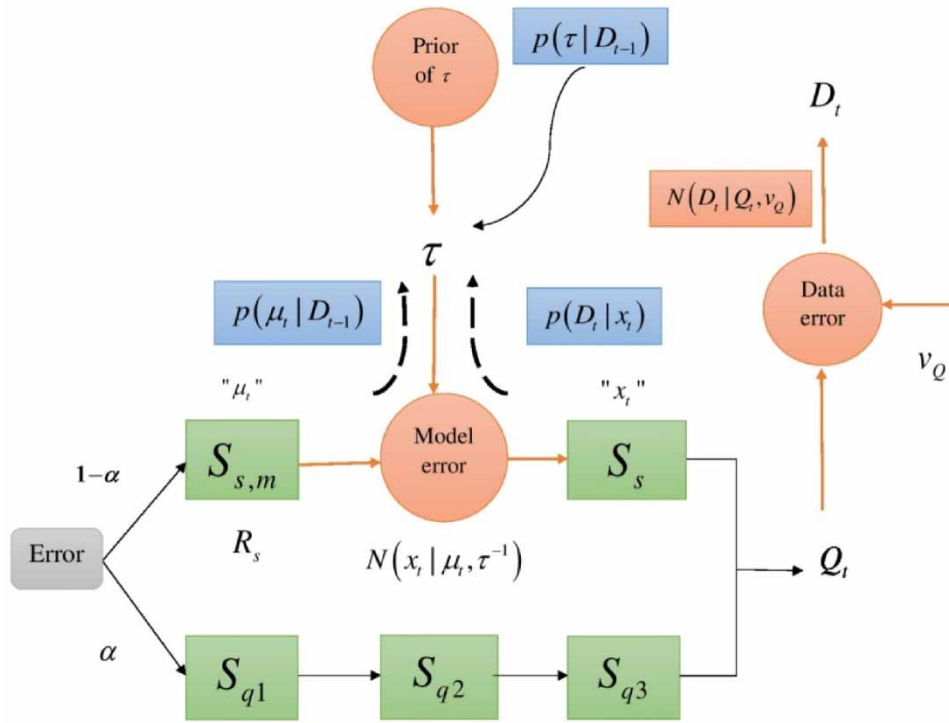 Prior
of τ
p(τ | D_{t−1})
D_t
N(D_t | Q_t, v_Q)
τ
p(μ_t | D_{t−1})
p(D_t | x_t)
Data
error
v_Q
"μ_t"
"x_t"
Model
error
1−α
S_{s,m}
S_s
Error
R_s
N(x_t | μ_t, τ^{−1})
Q_t
α
S_{q1}
S_{q2}
S_{q3}